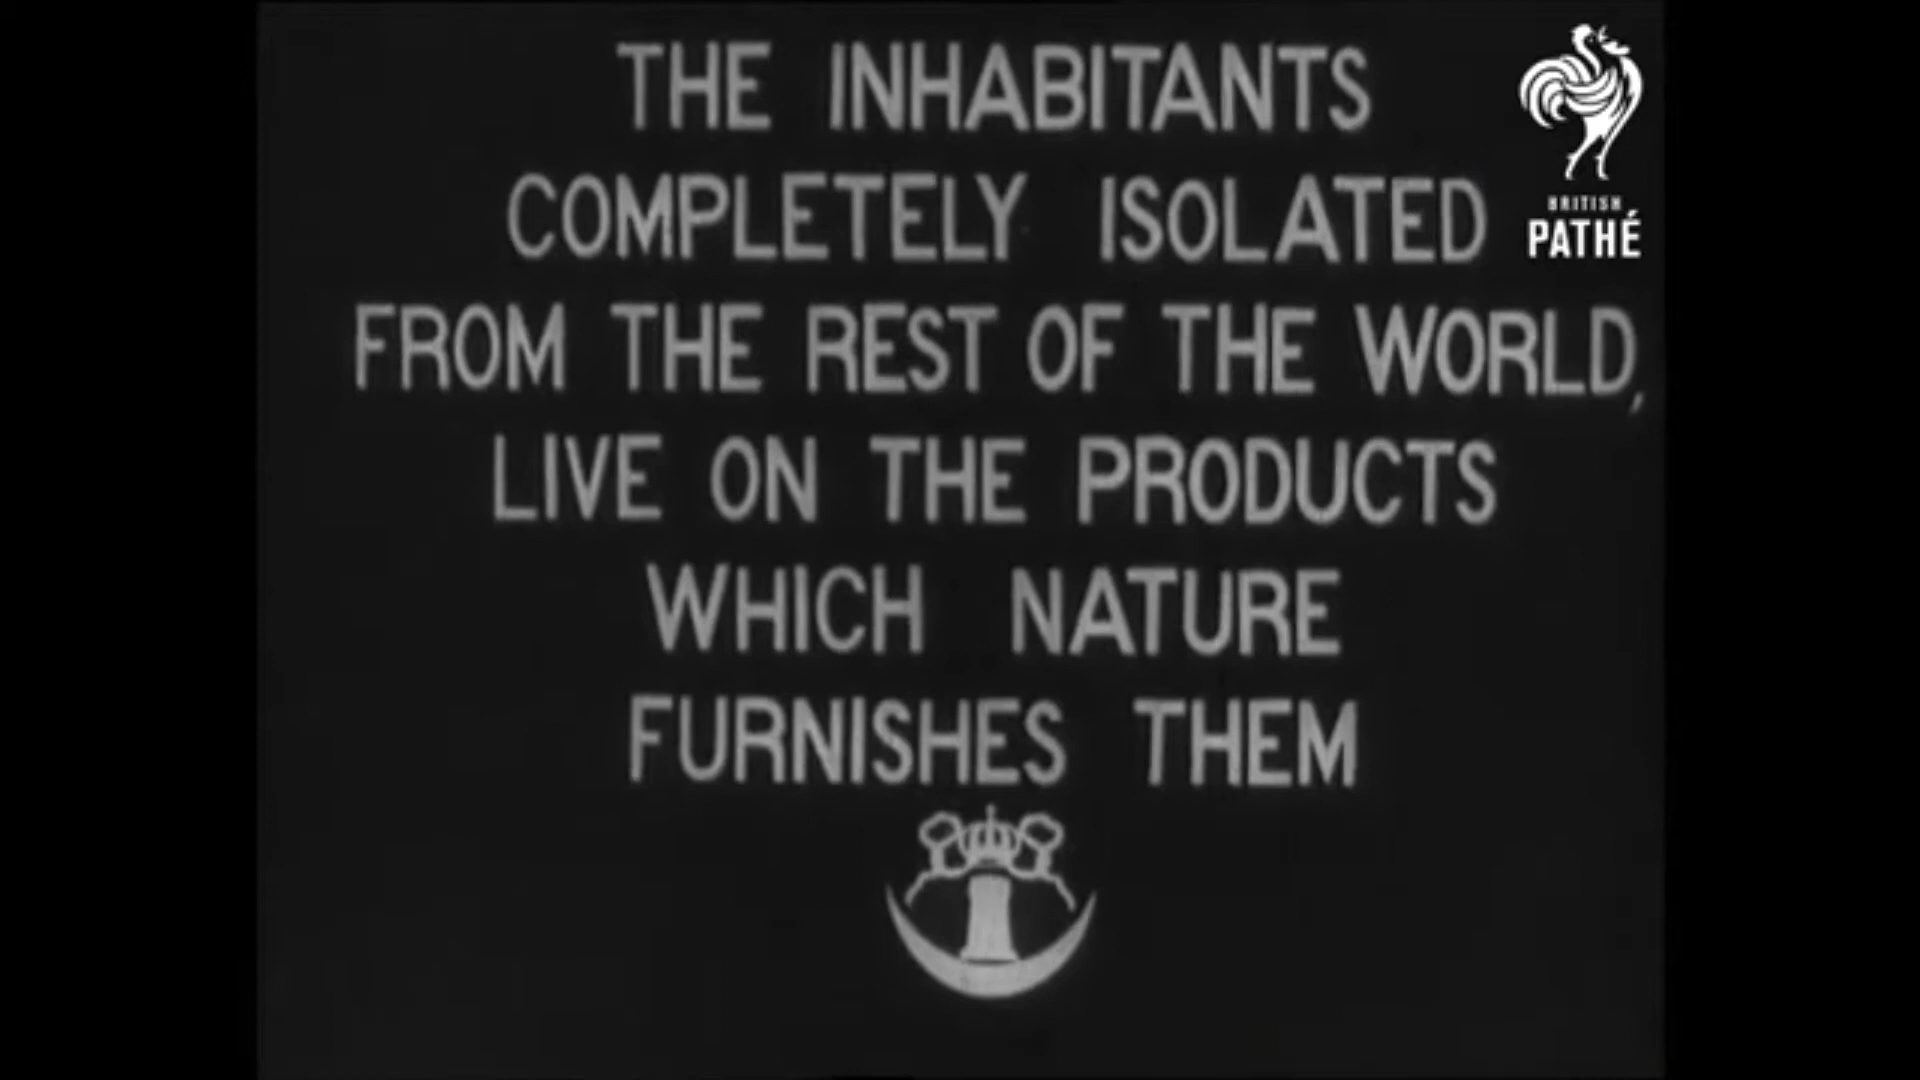 THE INHABITANTS
COMPLETELY ISOLATED
FROM THE REST OF THE WORLD,
LIVE ON THE PRODUCTS
WHICH NATURE
FURNISHES THEM
BRITISH
PATHÉ